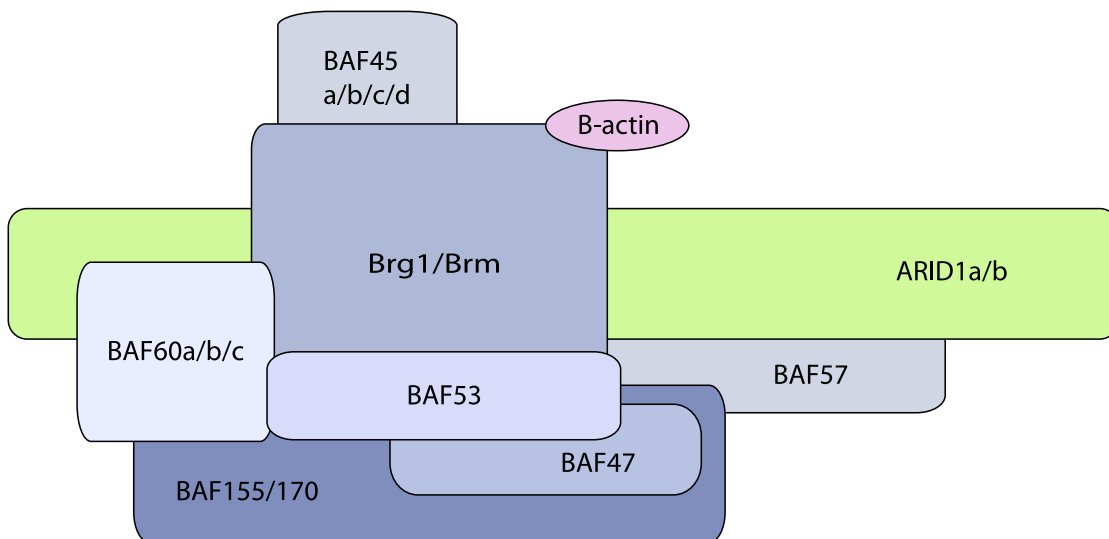 BAF45
a/b/c/d
B-actin
Brg1/Brm
ARID1a/b
BAF60a/b/c
BAF57
BAF53
BAF47
BAF155/170